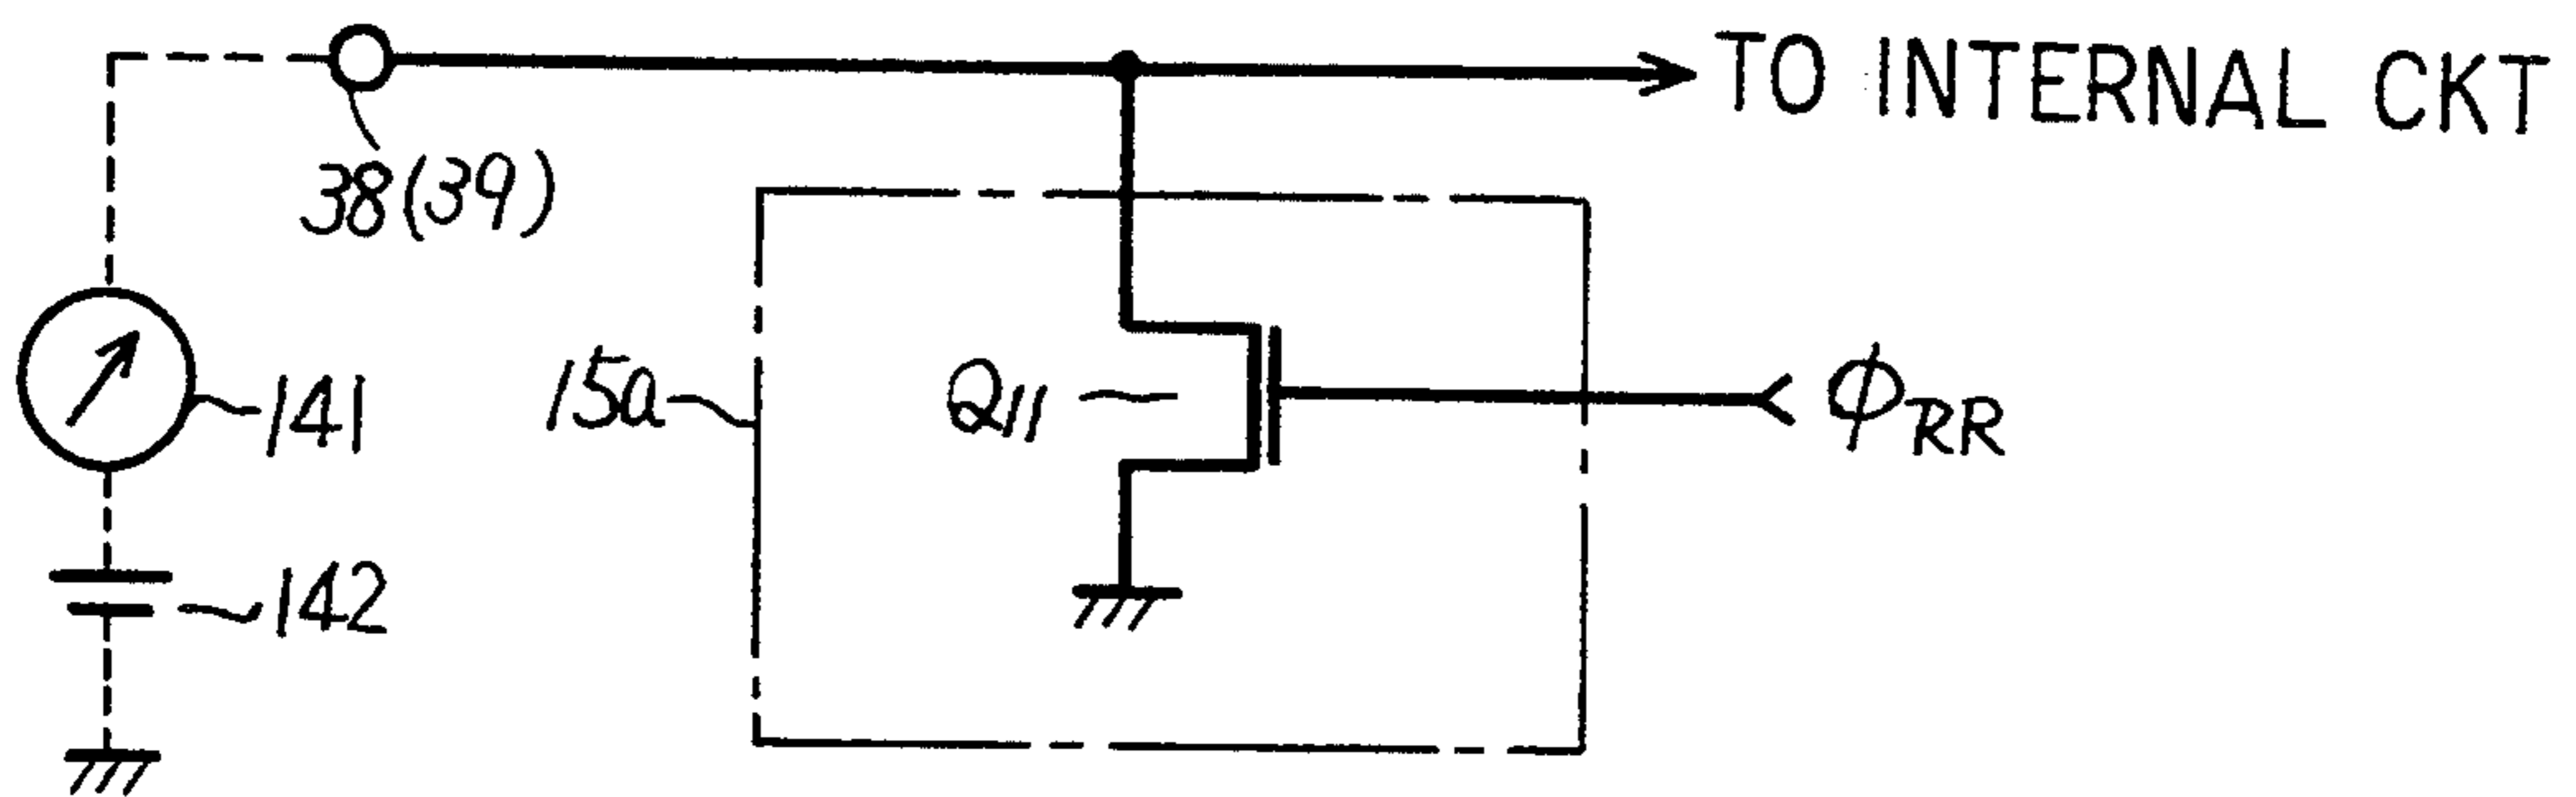 TO INTERNAL CKT
38(39)
141
15a
Q11
ϕRR
142